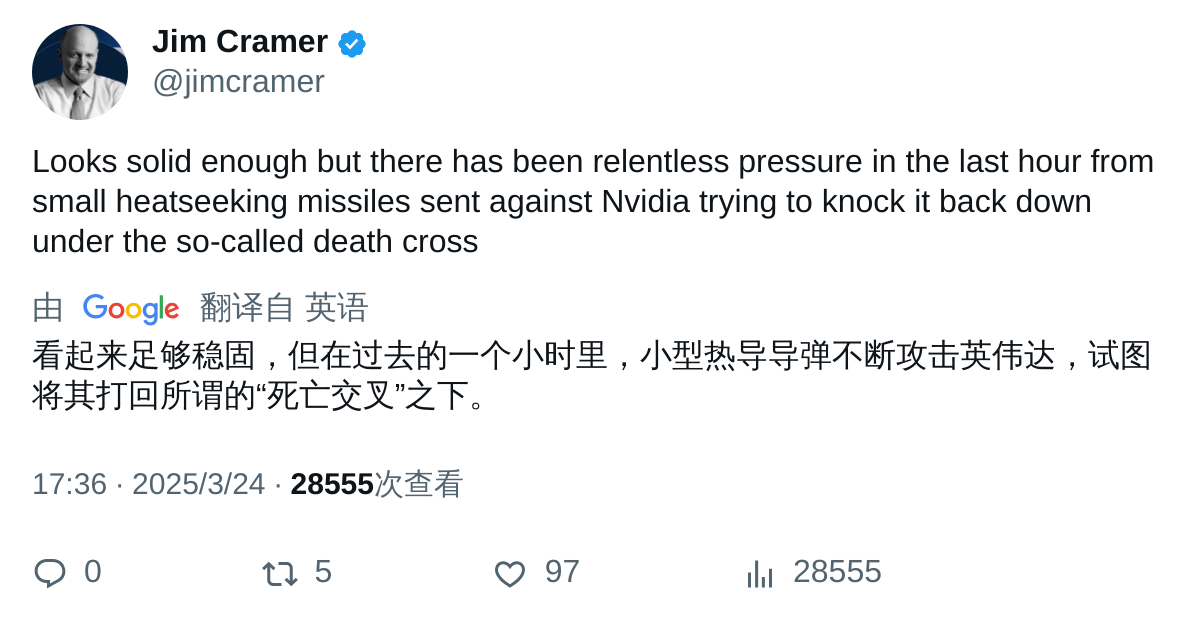 Jim Cramer
@jimcramer
Looks solid enough but there has been relentless pressure in the last hour from
small heatseeking missiles sent against Nvidia trying to knock it back down
under the so-called death cross
由 Google 翻译自 英语
看起来足够稳固，但在过去的一个小时里，小型热导导弹不断攻击英伟达，试图
将其打回所谓的“死亡交叉”之下。
17:36 · 2025/3/24 · 28555次查看
0 5 97 28555